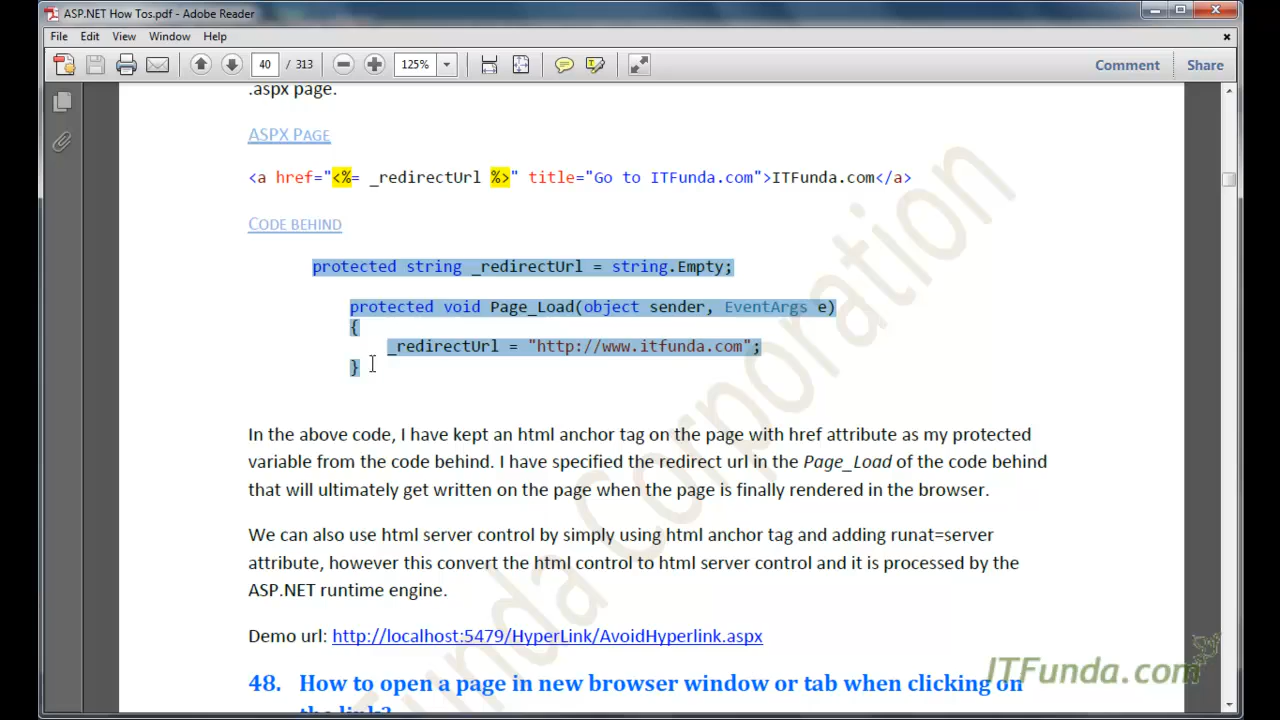 ASP.NET How Tos.pdf - Adobe Reader
File Edit View Window Help
40 / 313 125% Comment Share
.aspx page.
ASPX PAGE
<a href="<%= _redirectUrl %>" title="Go to ITFunda.com">ITFunda.com</a>
CODE BEHIND
protected string _redirectUrl = string.Empty;
protected void Page_Load(object sender, EventArgs e)
{
_redirectUrl = "http://www.itfunda.com";
}
In the above code, I have kept an html anchor tag on the page with href attribute as my protected
variable from the code behind. I have specified the redirect url in the Page_Load of the code behind
that will ultimately get written on the page when the page is finally rendered in the browser.
We can also use html server control by simply using html anchor tag and adding runat=server
attribute, however this convert the html control to html server control and it is processed by the
ASP.NET runtime engine.
Demo url: http://localhost:5479/HyperLink/AvoidHyperlink.aspx
48. How to open a page in new browser window or tab when clicking on
the link?
Funda Corporation
ITFunda.com